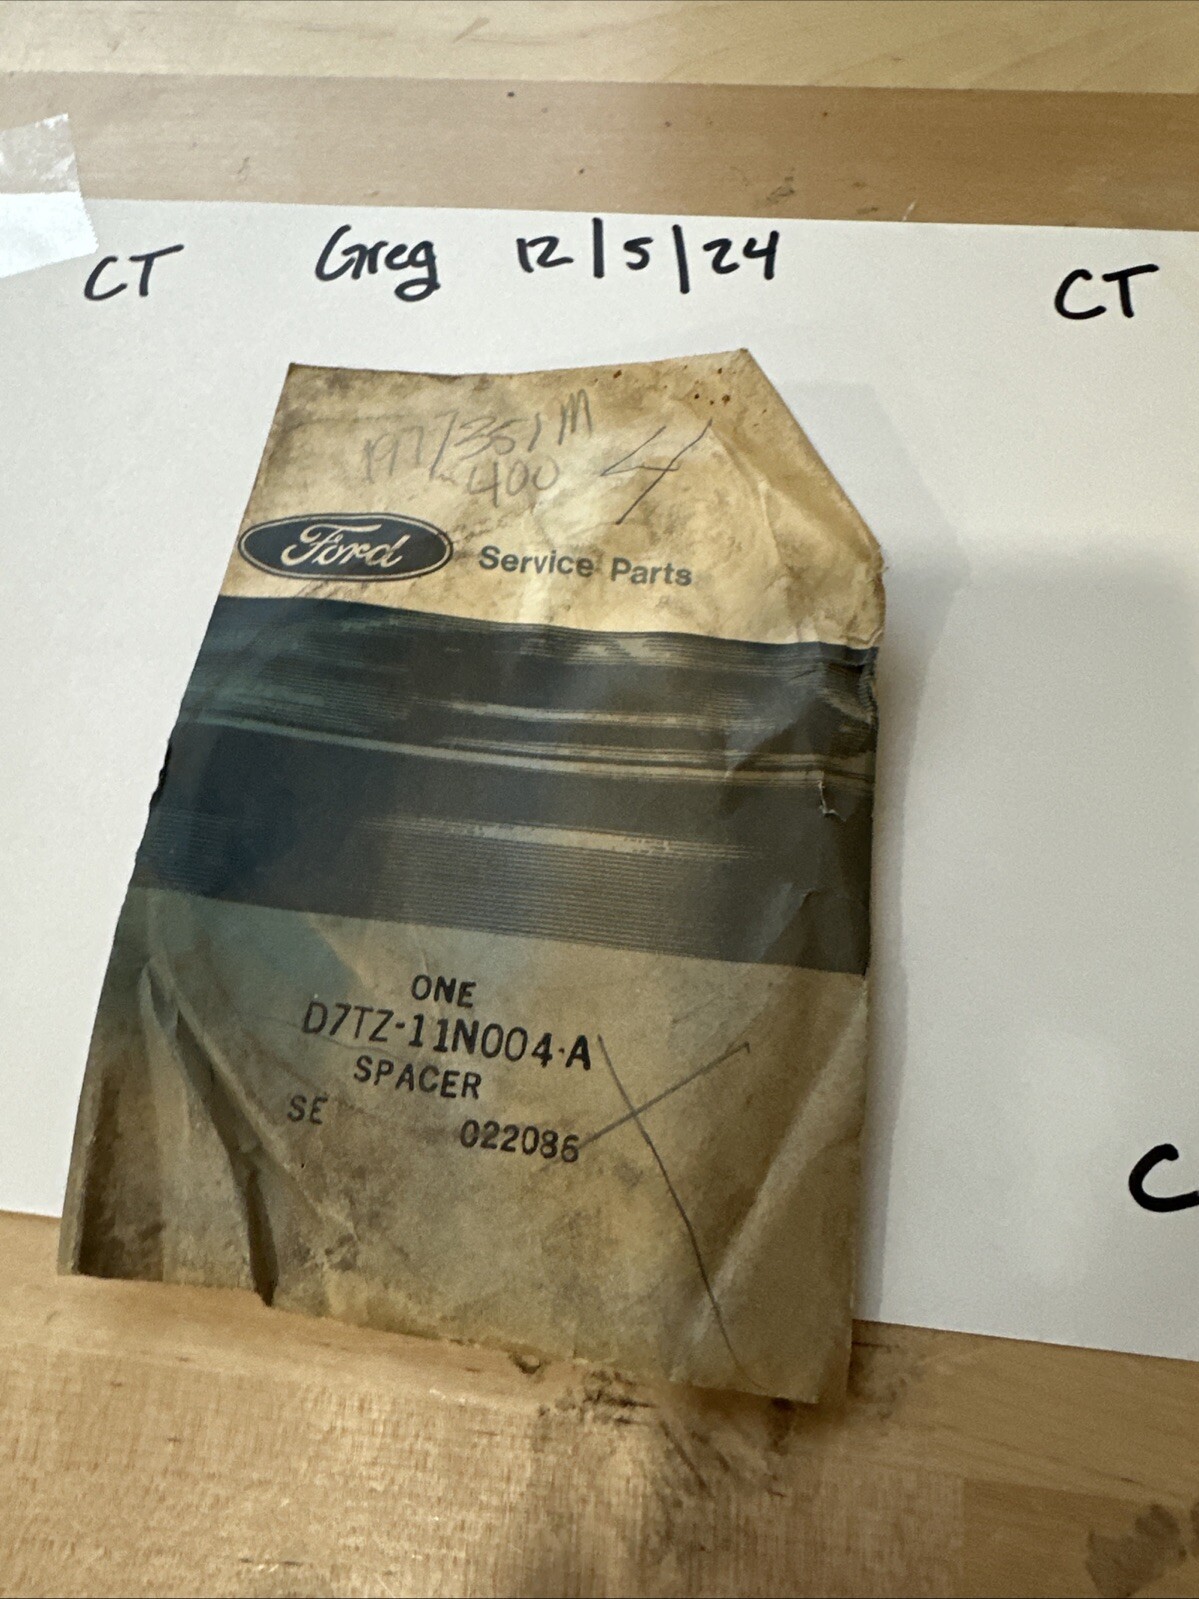 CT Greg 12/5/24 CT
1977 351M 4
400
Ford Service Parts
ONE
D7TZ-11N004-A
SPACER
SE 022086
C